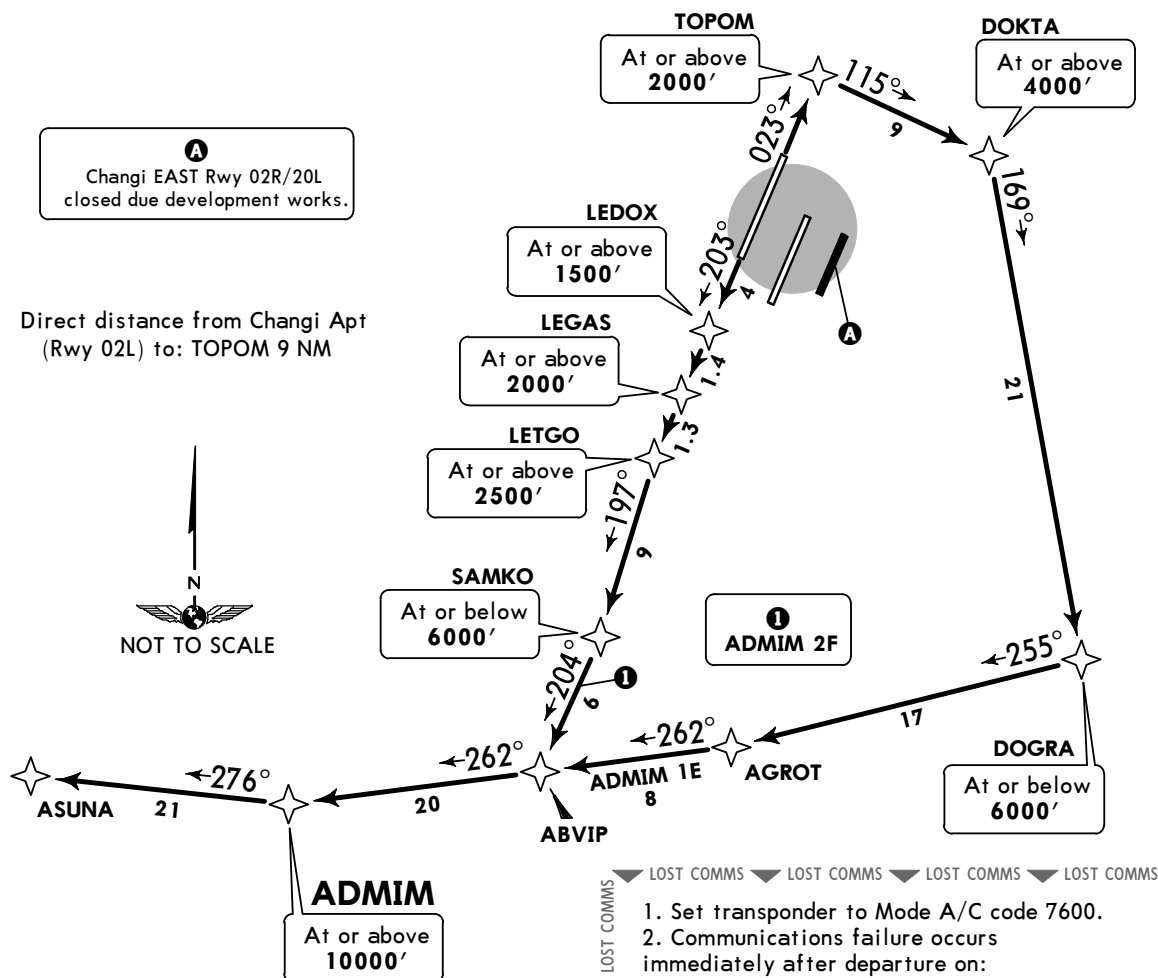 TOPOM
At or above
2000′
DOKTA
At or above
4000′
115°
9
023°
169°
21
A
Changi EAST Rwy 02R/20L
closed due development works.
LEDOX
At or above
1500′
203°
4
A
Direct distance from Changi Apt
(Rwy 02L) to: TOPOM 9 NM
LEGAS
At or above
2000′
1.4
LETGO
At or above
2500′
1.3
197°
9
N
NOT TO SCALE
SAMKO
At or below
6000′
204°
1
6
1
ADMIM 2F
255°
17
DOGRA
At or below
6000′
262°
ADMIM 1E
8
AGROT
262°
20
ABVIP
276°
21
ASUNA
ADMIM
At or above
10000′
LOST COMMS LOST COMMS LOST COMMS LOST COMMS
LOST COMMS
1. Set transponder to Mode A/C code 7600.
2. Communications failure occurs
immediately after departure on: